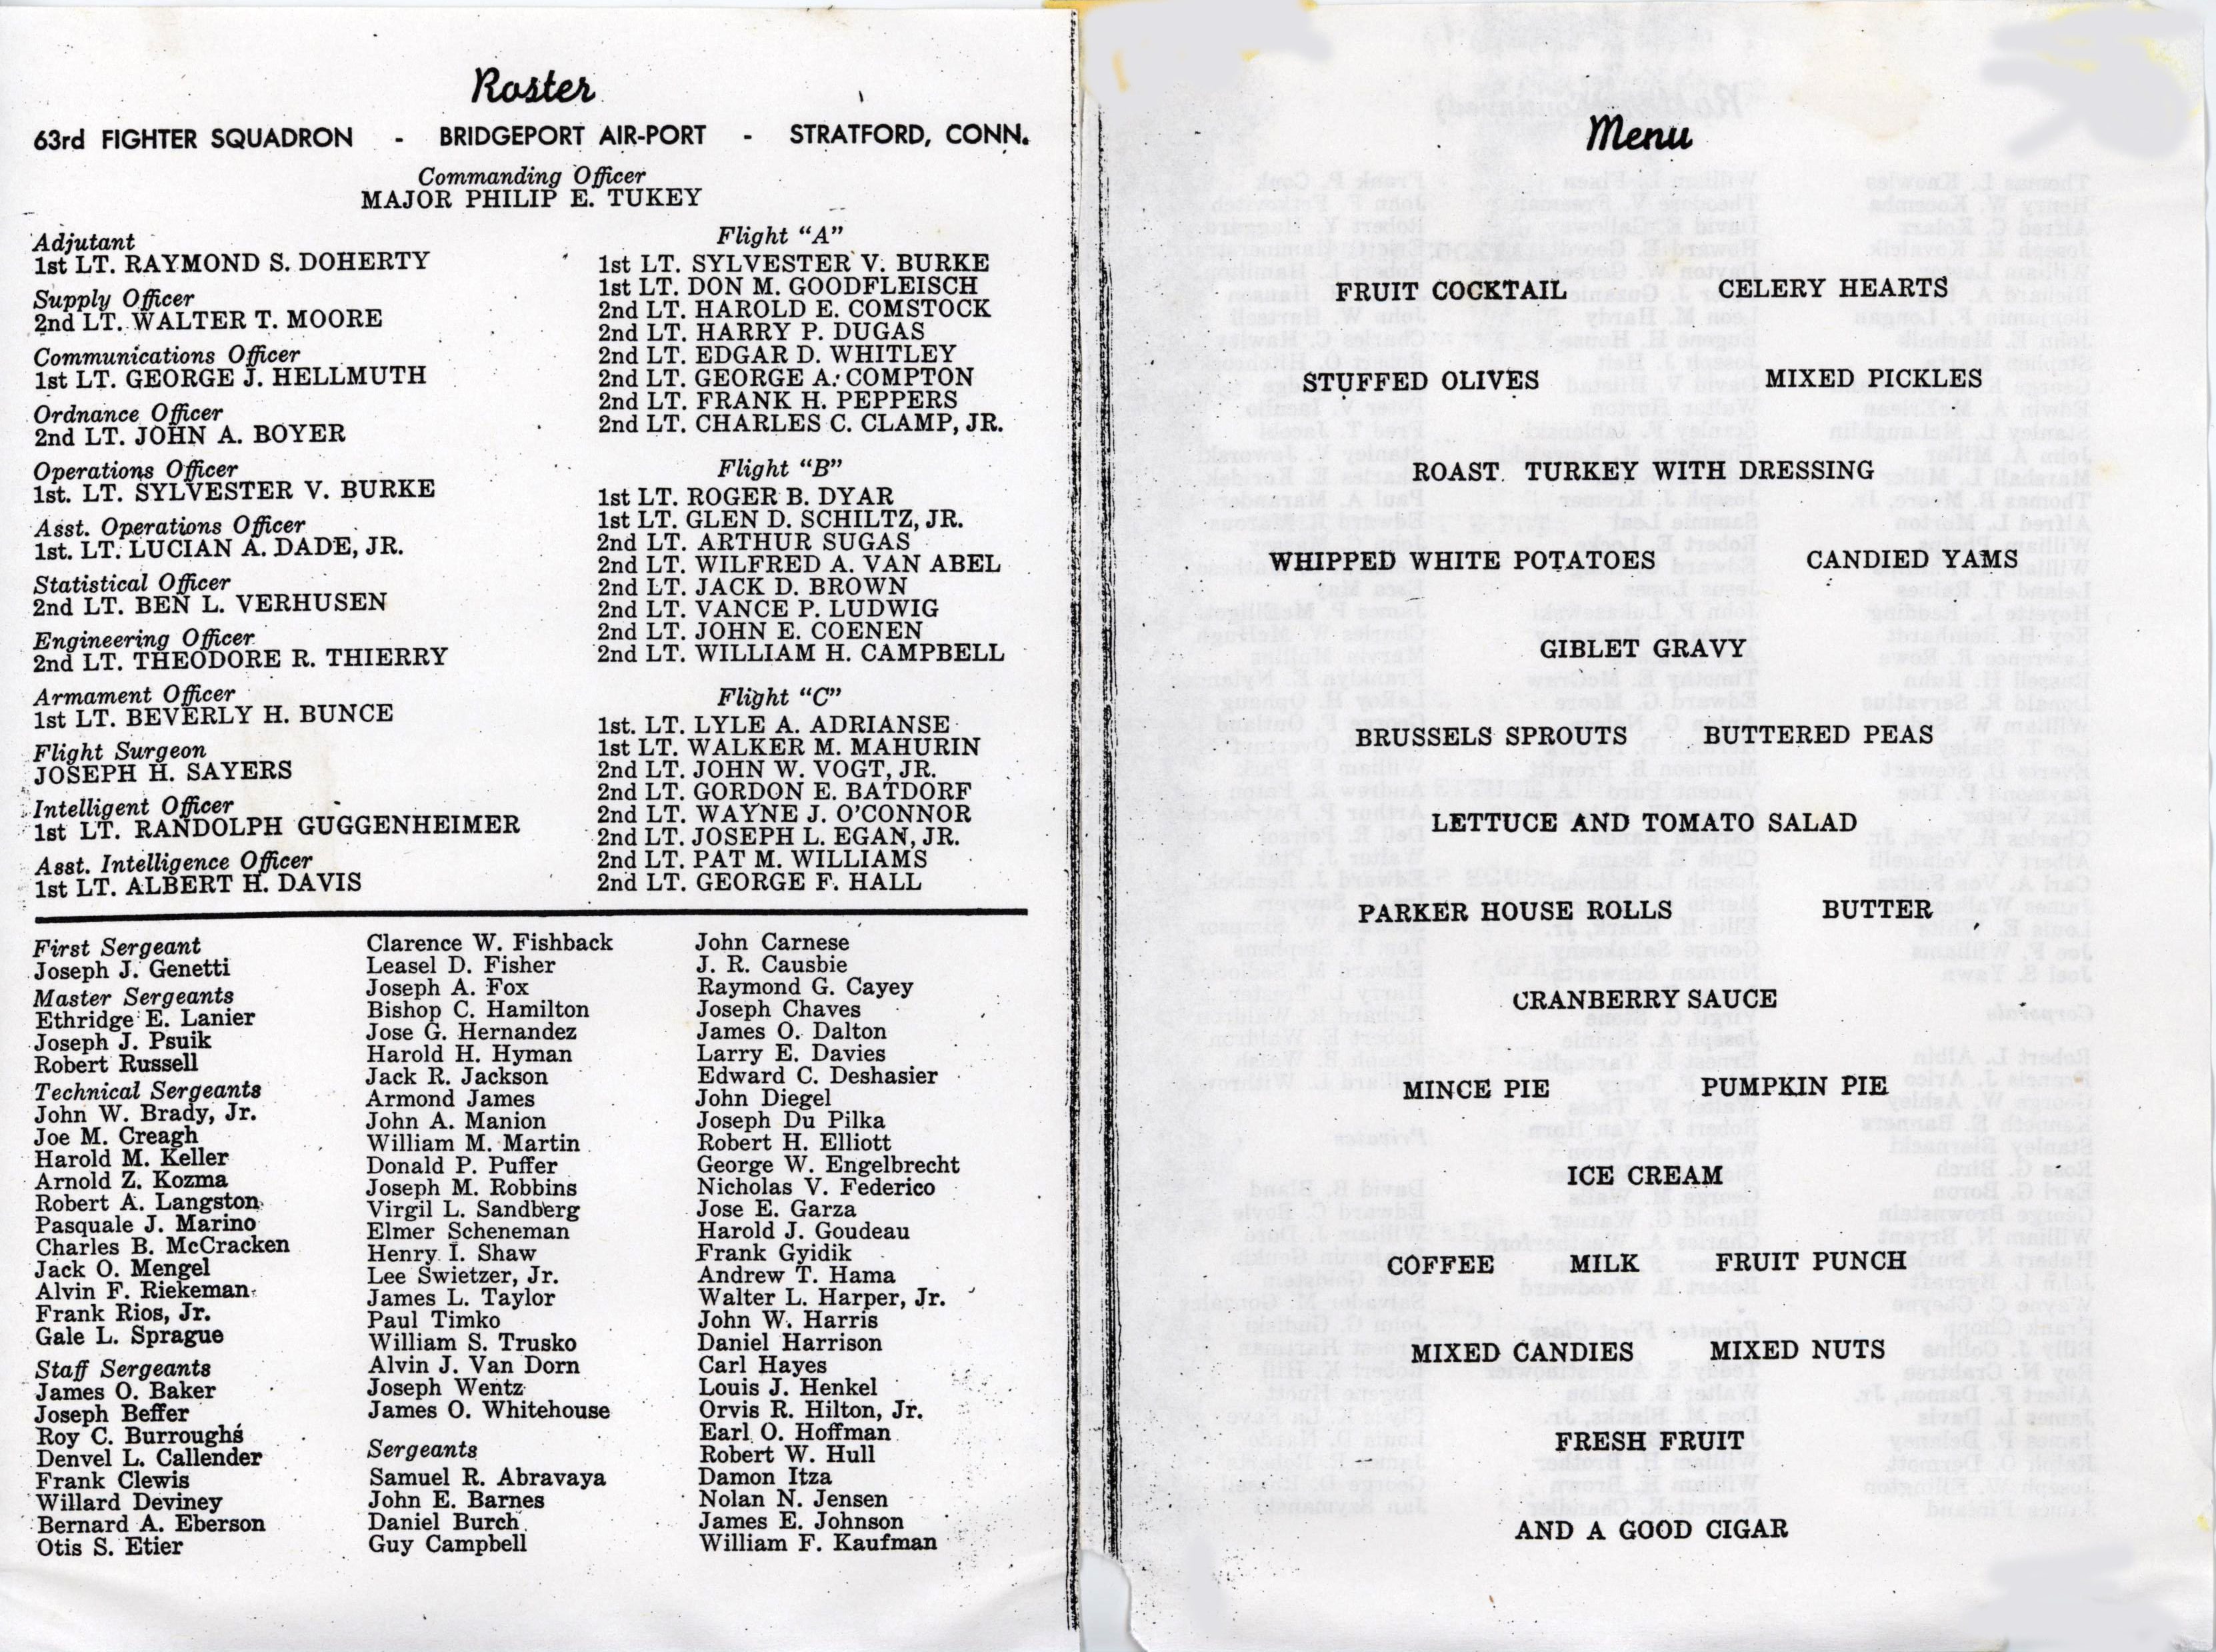 Roster
63rd FIGHTER SQUADRON - BRIDGEPORT AIR-PORT - STRATFORD, CONN.
Commanding Officer
MAJOR PHILIP E. TUKEY
Adjutant
1st LT. RAYMOND S. DOHERTY
Supply Officer
2nd LT. WALTER T. MOORE
Communications Officer
1st LT. GEORGE J. HELLMUTH
Ordnance Officer
2nd LT. JOHN A. BOYER
Operations Officer
1st. LT. SYLVESTER V. BURKE
Asst. Operations Officer
1st. LT. LUCIAN A. DADE, JR.
Statistical Officer
2nd LT. BEN L. VERHUSEN
Engineering Officer
2nd LT. THEODORE R. THIERRY
Armament Officer
1st LT. BEVERLY H. BUNCE
Flight Surgeon
JOSEPH H. SAYERS
Intelligent Officer
1st LT. RANDOLPH GUGGENHEIMER
Asst. Intelligence Officer
1st LT. ALBERT H. DAVIS
Flight "A"
1st LT. SYLVESTER V. BURKE
1st LT. DON M. GOODFLEISCH
2nd LT. HAROLD E. COMSTOCK
2nd LT. HARRY P. DUGAS
2nd LT. EDGAR D. WHITLEY
2nd LT. GEORGE A. COMPTON
2nd LT. FRANK H. PEPPERS
2nd LT. CHARLES C. CLAMP, JR.
Flight "B"
1st LT. ROGER B. DYAR
1st LT. GLEN D. SCHILTZ, JR.
2nd LT. ARTHUR SUGAS
2nd LT. WILFRED A. VAN ABEL
2nd LT. JACK D. BROWN
2nd LT. VANCE P. LUDWIG
2nd LT. JOHN E. COENEN
2nd LT. WILLIAM H. CAMPBELL
Flight "C"
1st. LT. LYLE A. ADRIANSE
1st LT. WALKER M. MAHURIN
2nd LT. JOHN W. VOGT, JR.
2nd LT. GORDON E. BATDORF
2nd LT. WAYNE J. O'CONNOR
2nd LT. JOSEPH L. EGAN, JR.
2nd LT. PAT M. WILLIAMS
2nd LT. GEORGE F. HALL
First Sergeant
Joseph J. Genetti
Master Sergeants
Ethridge E. Lanier
Joseph J. Psuik
Robert Russell
Technical Sergeants
John W. Brady, Jr.
Joe M. Creagh
Harold M. Keller
Arnold Z. Kozma
Robert A. Langston
Pasquale J. Marino
Charles B. McCracken
Jack O. Mengel
Alvin F. Riekeman
Frank Rios, Jr.
Gale L. Sprague
Staff Sergeants
James O. Baker
Joseph Beffer
Roy C. Burroughs
Denvel L. Callender
Frank Clewis
Willard Deviney
Bernard A. Eberson
Otis S. Etier
Clarence W. Fishback
Leasel D. Fisher
Joseph A. Fox
Bishop C. Hamilton
Jose G. Hernandez
Harold H. Hyman
Jack R. Jackson
Armond James
John A. Manion
William M. Martin
Donald P. Puffer
Joseph M. Robbins
Virgil L. Sandberg
Elmer Scheneman
Henry I. Shaw
Lee Swietzer, Jr.
James L. Taylor
Paul Timko
William S. Trusko
Alvin J. Van Dorn
Joseph Wentz
James O. Whitehouse
Sergeants
Samuel R. Abravaya
John E. Barnes
Daniel Burch
Guy Campbell
John Carnese
J. R. Causbie
Raymond G. Cayey
Joseph Chaves
James O. Dalton
Larry E. Davies
Edward C. Deshasier
John Diegel
Joseph Du Pilka
Robert H. Elliott
George W. Engelbrecht
Nicholas V. Federico
Jose E. Garza
Harold J. Goudeau
Frank Gyidik
Andrew T. Hama
Walter L. Harper, Jr.
John W. Harris
Daniel Harrison
Carl Hayes
Louis J. Henkel
Orvis R. Hilton, Jr.
Earl O. Hoffman
Robert W. Hull
Damon Itza
Nolan N. Jensen
James E. Johnson
William F. Kaufman
Menu
FRUIT COCKTAIL CELERY HEARTS
STUFFED OLIVES MIXED PICKLES
ROAST TURKEY WITH DRESSING
WHIPPED WHITE POTATOES CANDIED YAMS
GIBLET GRAVY
BRUSSELS SPROUTS BUTTERED PEAS
LETTUCE AND TOMATO SALAD
PARKER HOUSE ROLLS BUTTER
CRANBERRY SAUCE
MINCE PIE PUMPKIN PIE
ICE CREAM
COFFEE MILK FRUIT PUNCH
MIXED CANDIES MIXED NUTS
FRESH FRUIT
AND A GOOD CIGAR